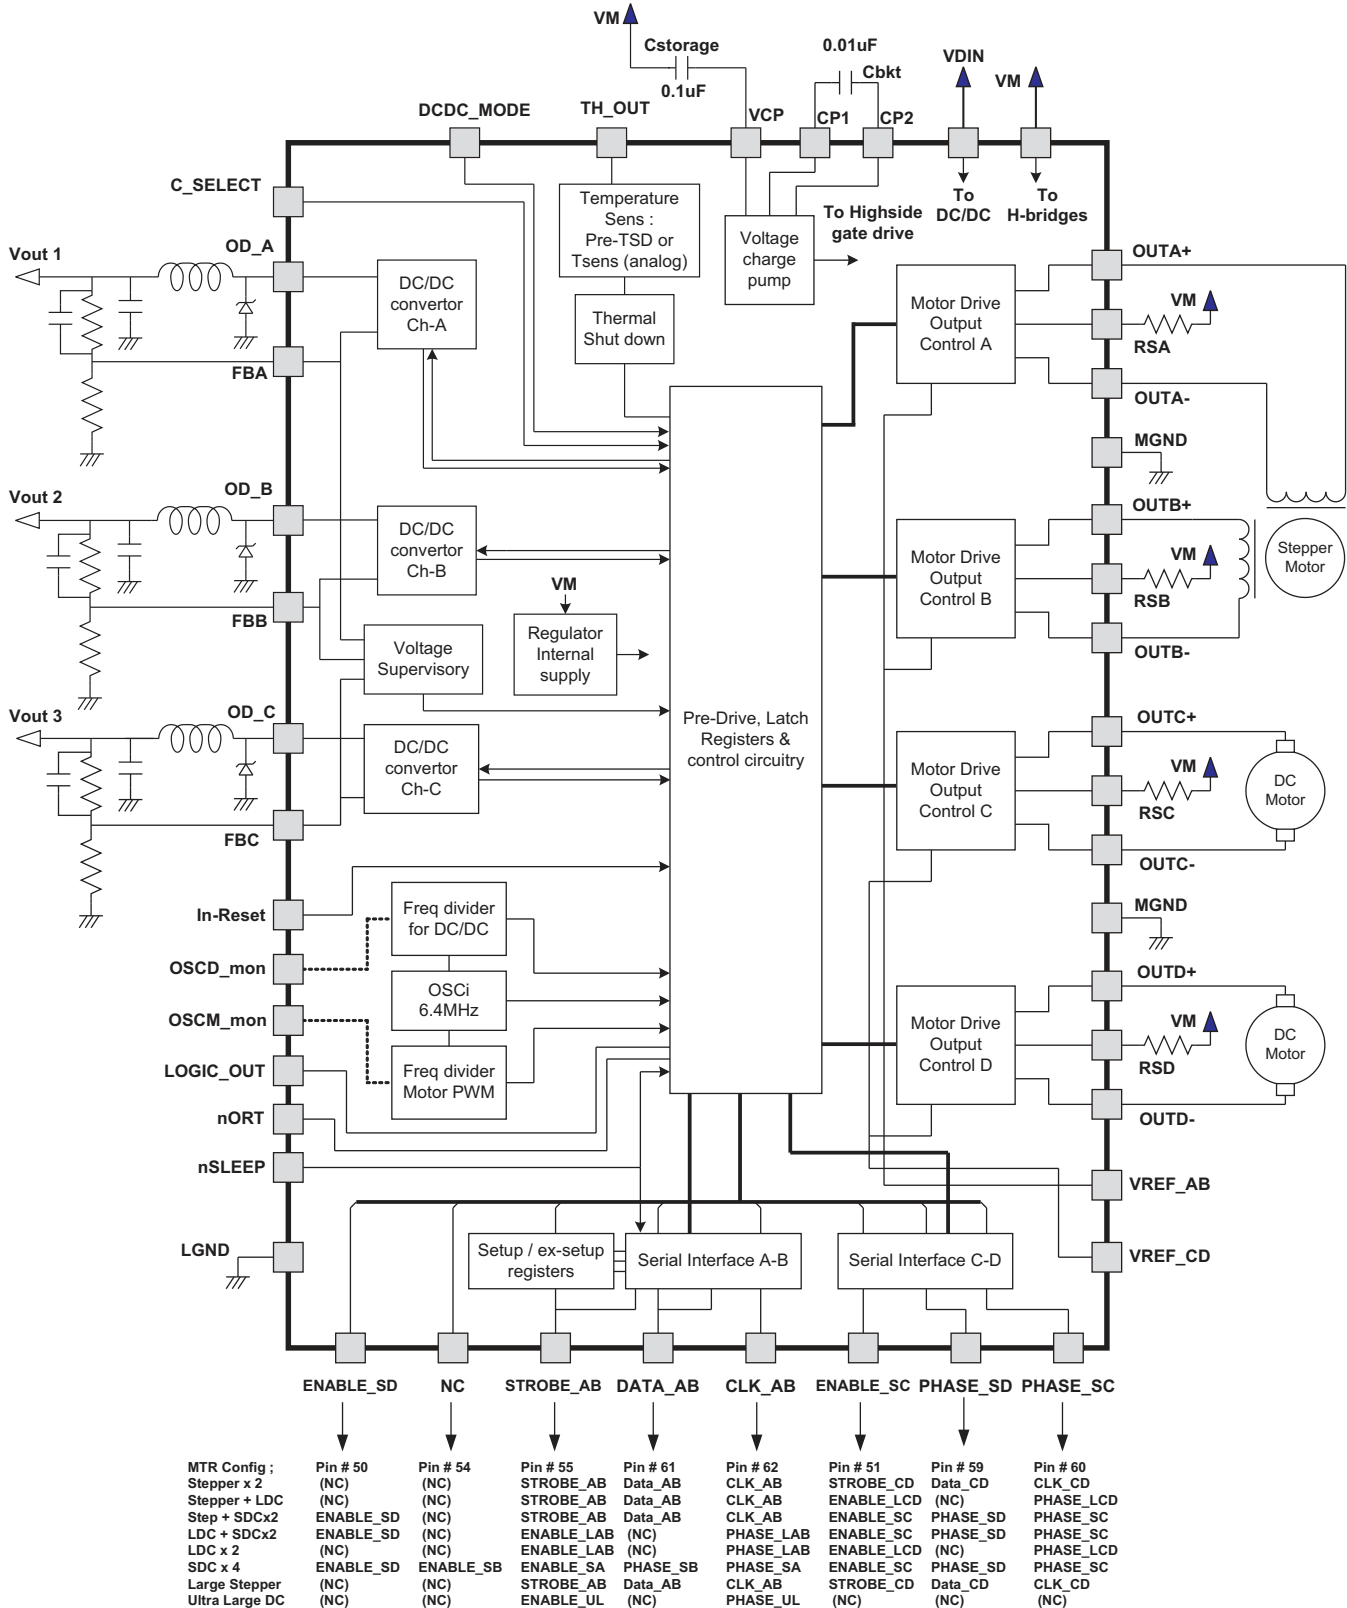 VM
Cstorage
0.1uF
0.01uF
Cbkt
VDIN
VM
DCDC_MODE
TH_OUT
VCP
CP1
CP2
C_SELECT
Temperature
Sens :
Pre-TSD or
Tsens (analog)
Voltage
charge
pump
To Highside
gate drive
To
DC/DC
To
H-bridges
Vout 1
OD_A
DC/DC
convertor
Ch-A
FBA
Thermal
Shut down
Motor Drive
Output
Control A
OUTA+
VM
RSA
OUTA-
MGND
Vout 2
OD_B
DC/DC
convertor
Ch-B
FBB
VM
Regulator
Internal
supply
Voltage
Supervisory
Motor Drive
Output
Control B
OUTB+
VM
RSB
OUTB-
Stepper
Motor
Vout 3
OD_C
DC/DC
convertor
Ch-C
FBC
Pre-Drive, Latch
Registers &
control circuitry
Motor Drive
Output
Control C
OUTC+
VM
RSC
OUTC-
DC
Motor
MGND
In-Reset
OSCD_mon
OSCM_mon
LOGIC_OUT
nORT
nSLEEP
LGND
Freq divider
for DC/DC
OSCi
6.4MHz
Freq divider
Motor PWM
Motor Drive
Output
Control D
OUTD+
VM
RSD
OUTD-
DC
Motor
VREF_AB
VREF_CD
Setup / ex-setup
registers
Serial Interface A-B
Serial Interface C-D
ENABLE_SD NC STROBE_AB DATA_AB CLK_AB ENABLE_SC PHASE_SD PHASE_SC
MTR Config ; Pin # 50 Pin # 54 Pin # 55 Pin # 61 Pin # 62 Pin # 51 Pin # 59 Pin # 60
Stepper x 2 (NC) (NC) STROBE_AB Data_AB CLK_AB STROBE_CD Data_CD CLK_CD
Stepper + LDC (NC) (NC) STROBE_AB Data_AB CLK_AB ENABLE_LCD (NC) PHASE_LCD
Step + SDCx2 ENABLE_SD (NC) STROBE_AB Data_AB CLK_AB ENABLE_SC PHASE_SD PHASE_SC
LDC + SDCx2 ENABLE_SD (NC) ENABLE_LAB (NC) PHASE_LAB ENABLE_SC PHASE_SD PHASE_SC
LDC x 2 (NC) (NC) ENABLE_LAB (NC) PHASE_LAB ENABLE_LCD (NC) PHASE_LCD
SDC x 4 ENABLE_SD ENABLE_SB ENABLE_SA PHASE_SB PHASE_SA ENABLE_SC PHASE_SD PHASE_SC
Large Stepper (NC) (NC) STROBE_AB Data_AB CLK_AB STROBE_CD Data_CD CLK_CD
Ultra Large DC (NC) (NC) ENABLE_UL (NC) PHASE_UL (NC) (NC) (NC)